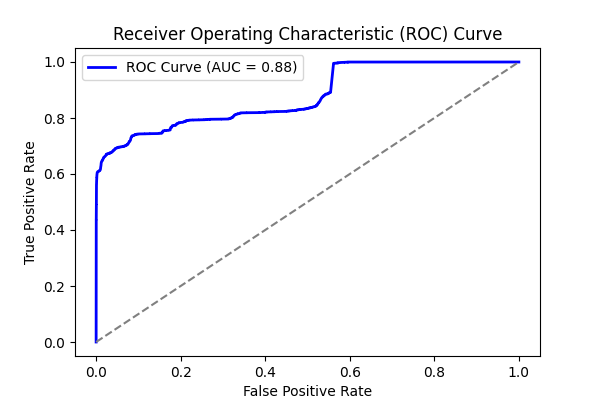 Receiver Operating Characteristic (ROC) Curve
ROC Curve (AUC = 0.88)
True Positive Rate
1.0
0.8
0.6
0.4
0.2
0.0
0.0 0.2 0.4 0.6 0.8 1.0
False Positive Rate